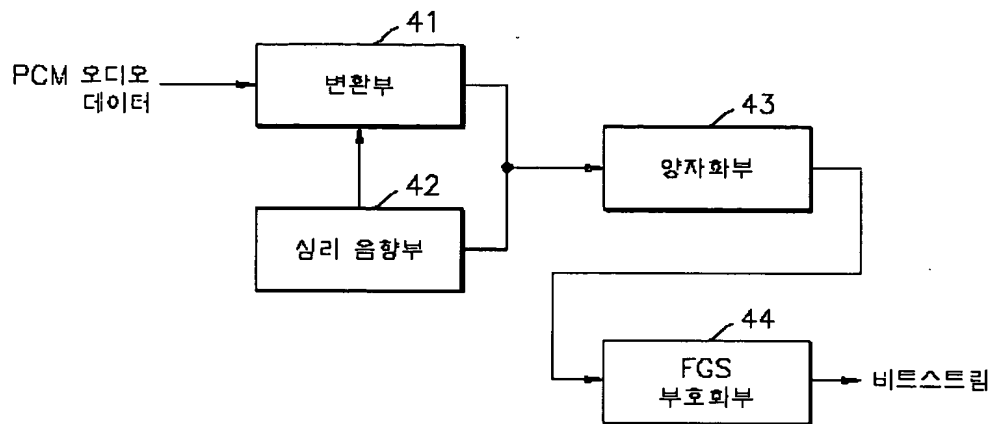 41
PCM 오디오
데이터
변환부
43
양자화부
42
심리 음향부
44
FGS
부호화부
비트스트림